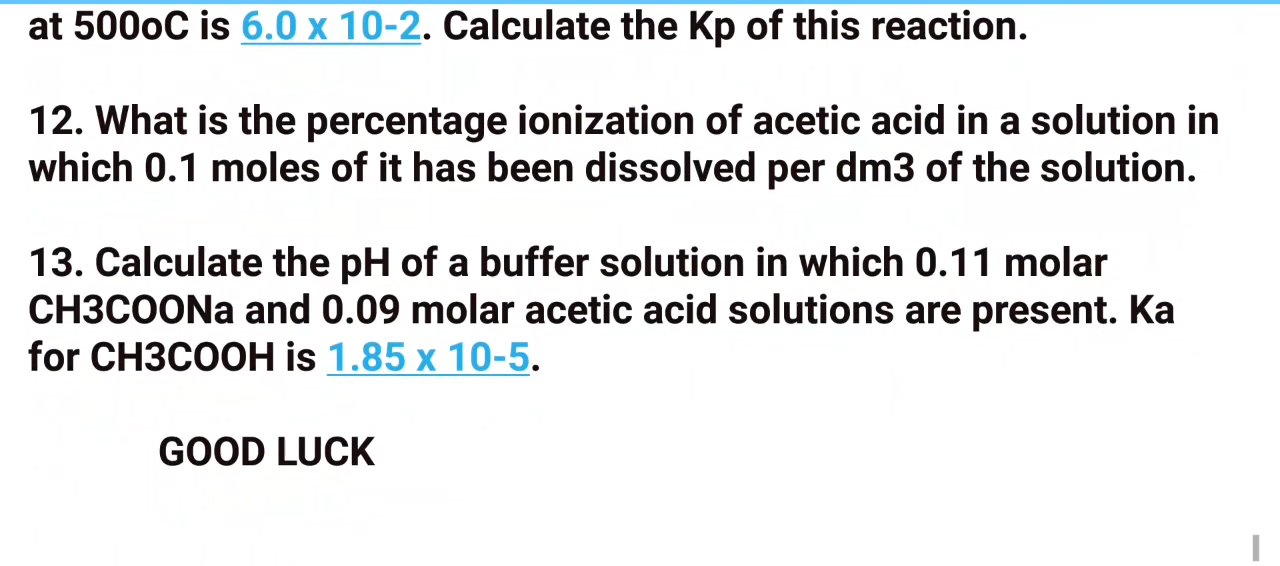 at 500oC is 6.0 x 10-2. Calculate the Kp of this reaction.
12. What is the percentage ionization of acetic acid in a solution in
which 0.1 moles of it has been dissolved per dm3 of the solution.
13. Calculate the pH of a buffer solution in which 0.11 molar
CH3COONa and 0.09 molar acetic acid solutions are present. Ka
for CH3COOH is 1.85 x 10-5.
GOOD LUCK